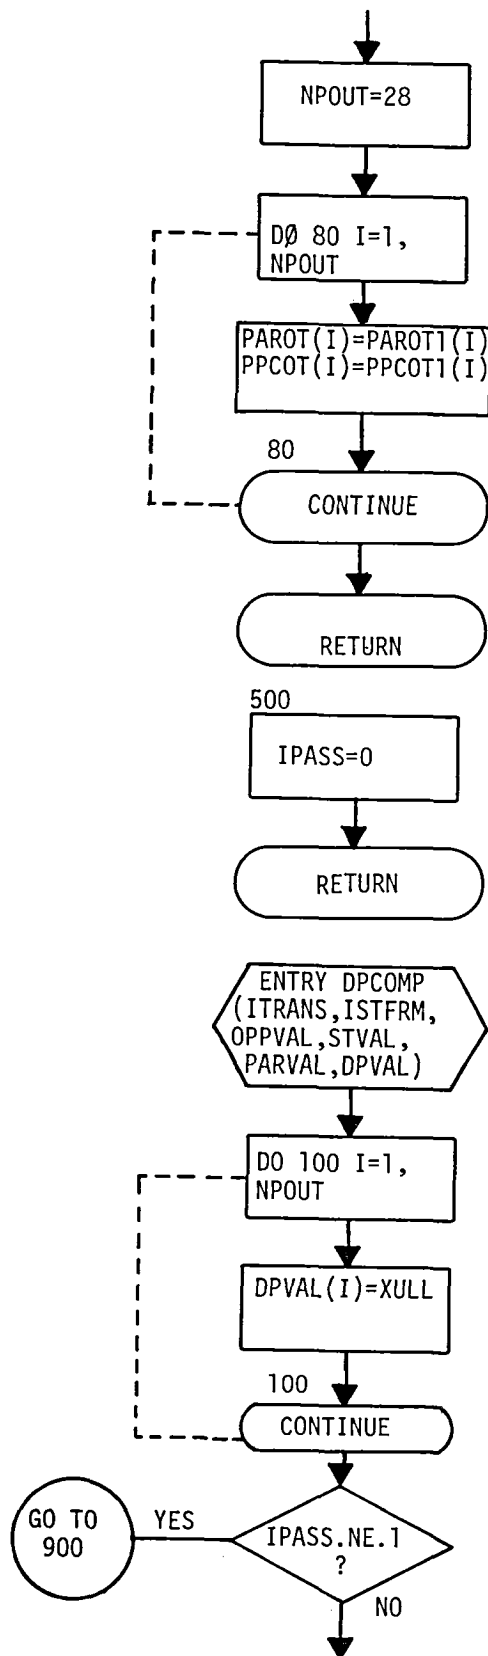 NPOUT=28
DØ 80 I=1,
NPOUT
PAROT(I)=PAROT1(I)
PPCOT(I)=PPCOT1(I)
80
CONTINUE
RETURN
500
IPASS=0
RETURN
ENTRY DPCOMP
(ITRANS,ISTFRM,
OPPVAL,STVAL,
PARVAL,DPVAL)
DO 100 I=1,
NPOUT
DPVAL(I)=XULL
100
CONTINUE
GO TO
900
YES
IPASS.NE.1
?
NO